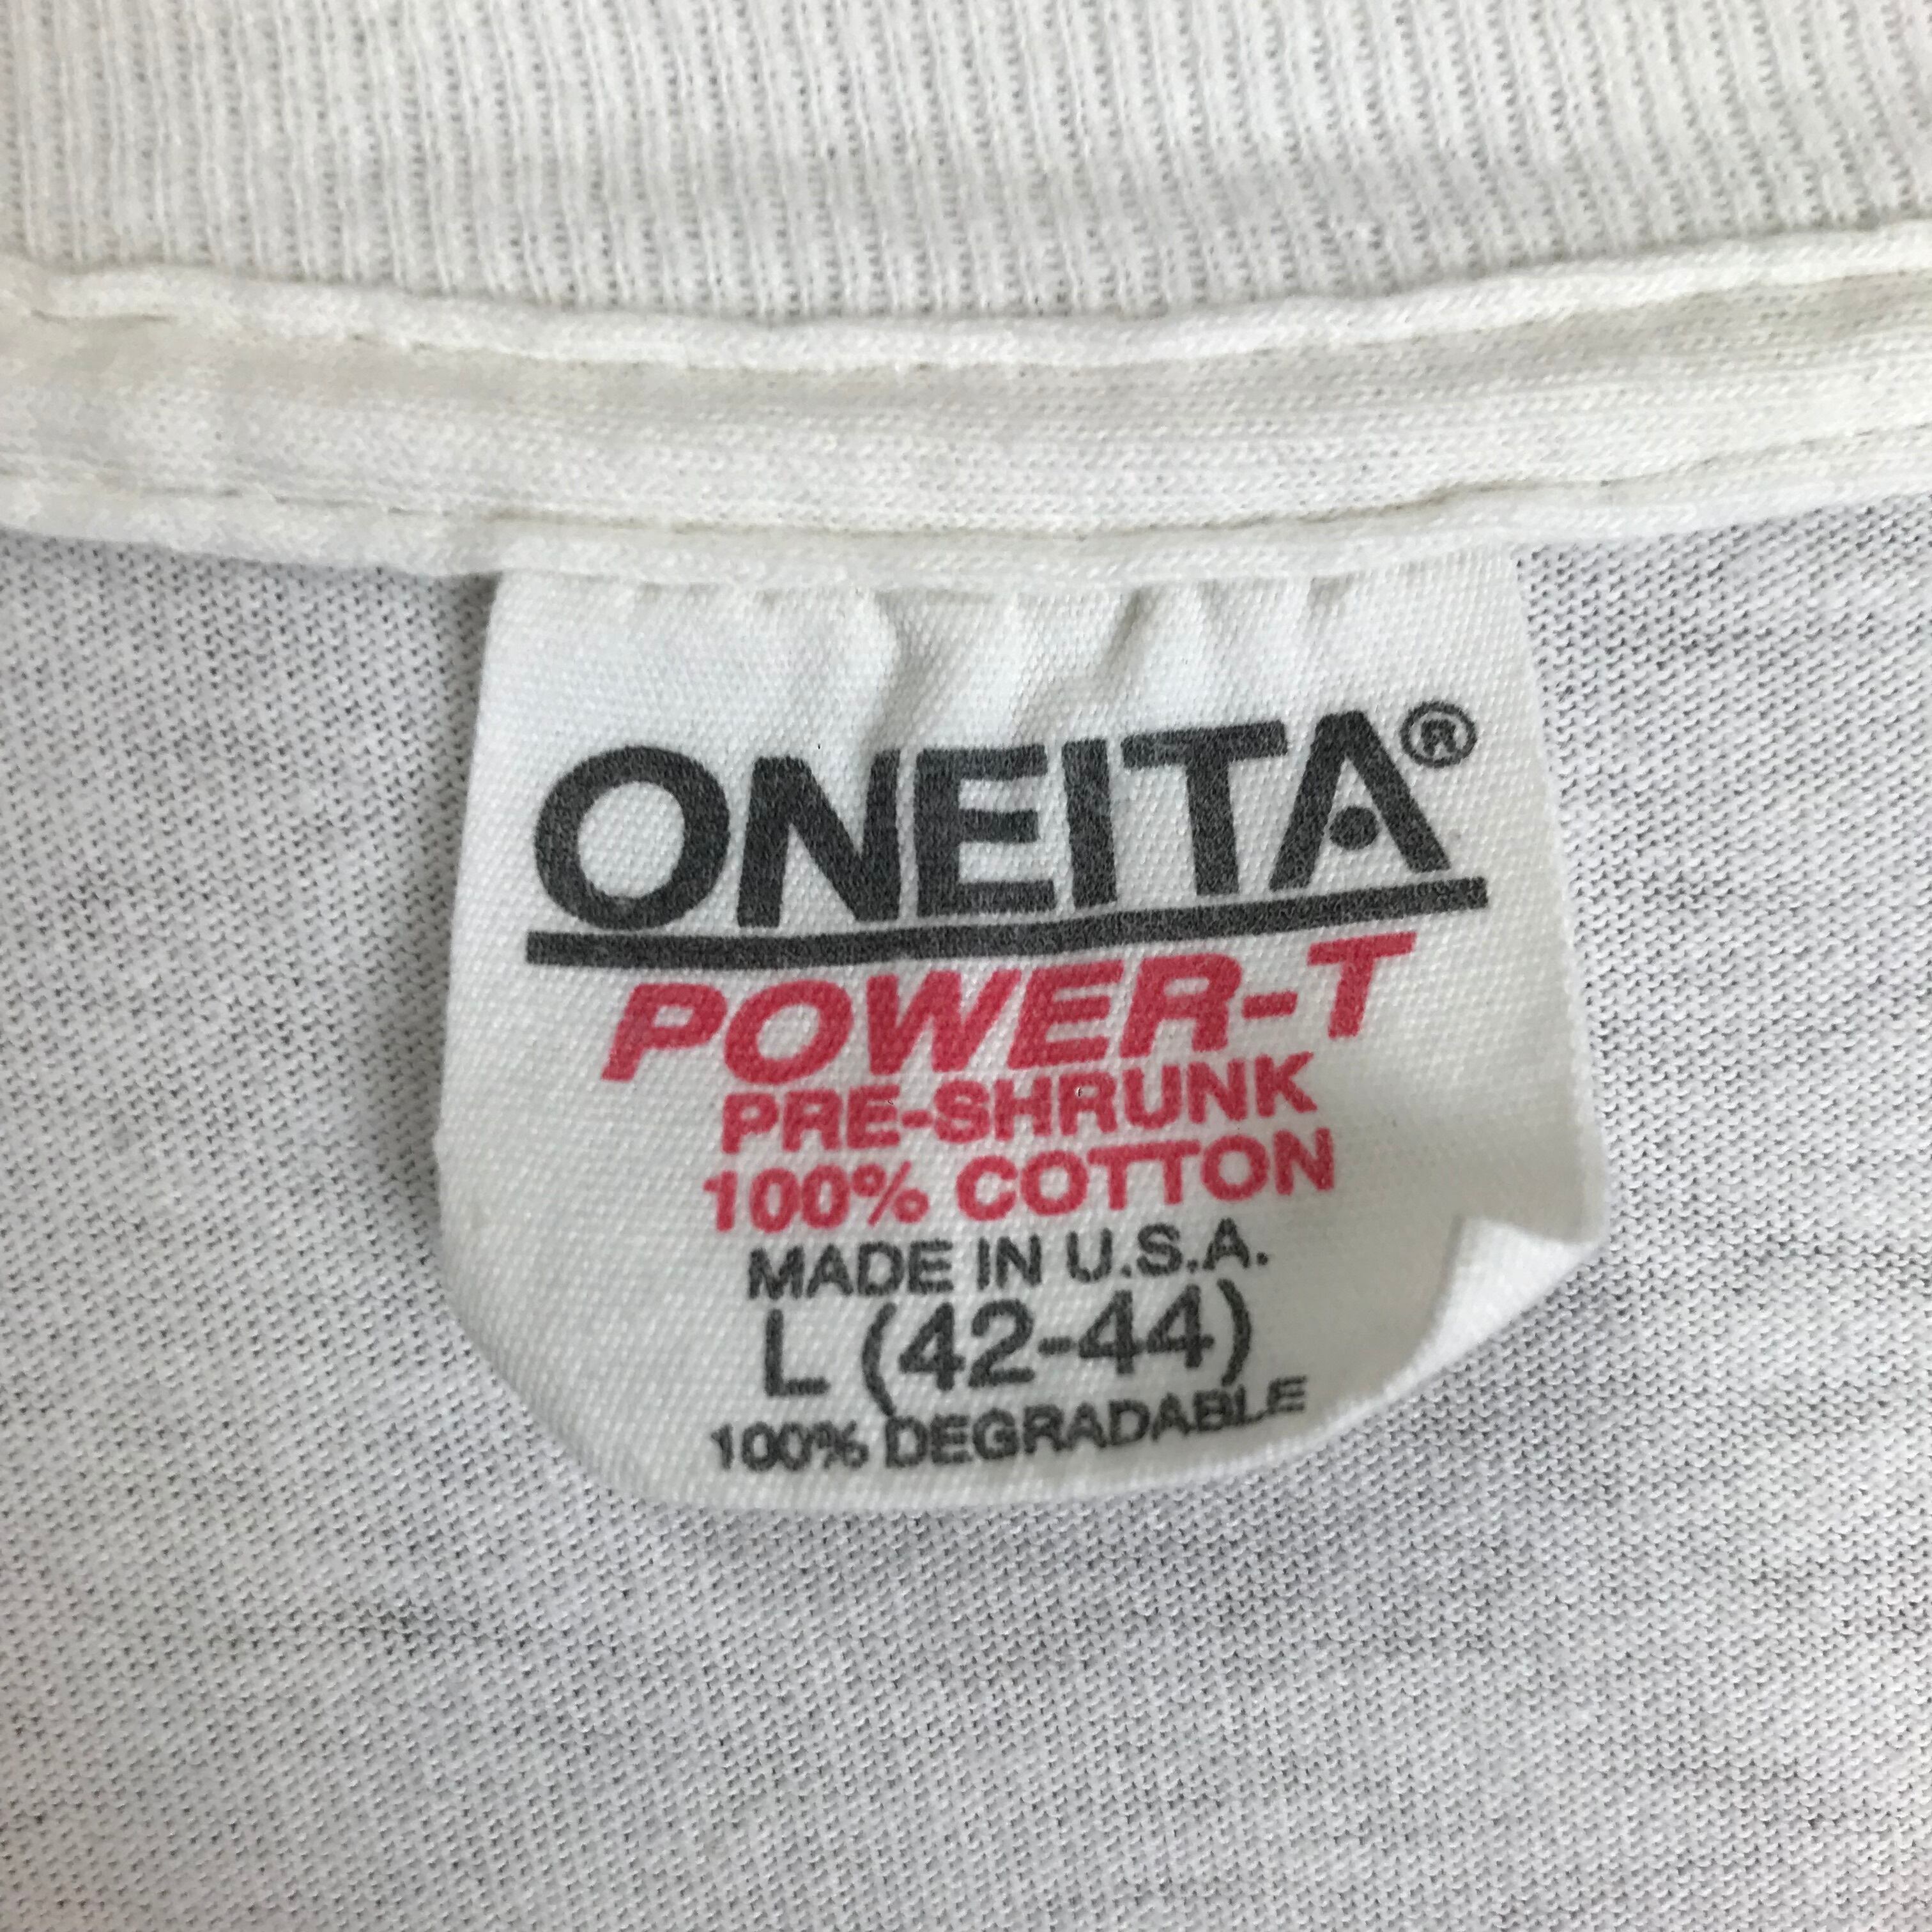 ONEITA®
POWER-T
PRE-SHRUNK
100% COTTON
MADE IN U.S.A.
L (42-44)
100% DEGRADABLE